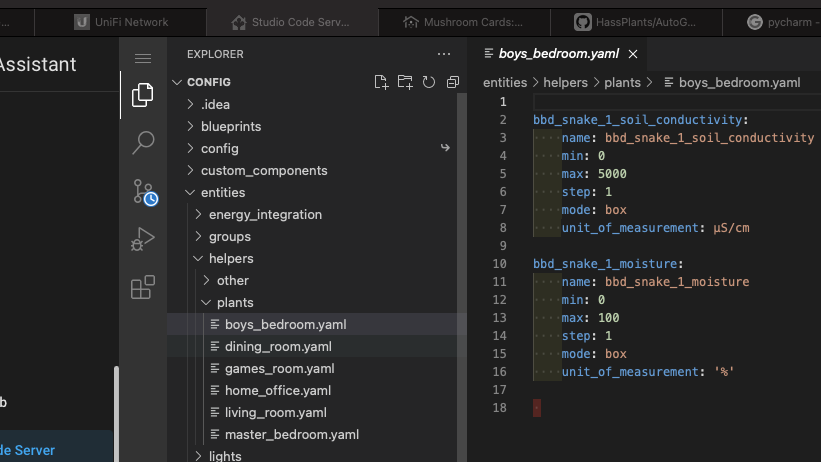 ...
UniFi Network
Studio Code Serv...
Mushroom Cards:...
HassPlants/AutoG...
pycharm -
Assistant
b
de Server
EXPLORER
...
CONFIG
.idea
blueprints
config
custom_components
entities
energy_integration
groups
helpers
other
plants
boys_bedroom.yaml
dining_room.yaml
games_room.yaml
home_office.yaml
living_room.yaml
master_bedroom.yaml
lights
boys_bedroom.yaml
entities > helpers > plants > boys_bedroom.yaml
1
2 bbd_snake_1_soil_conductivity:
3 name: bbd_snake_1_soil_conductivity
4 min: 0
5 max: 5000
6 step: 1
7 mode: box
8 unit_of_measurement: µS/cm
9
10 bbd_snake_1_moisture:
11 name: bbd_snake_1_moisture
12 min: 0
13 max: 100
14 step: 1
15 mode: box
16 unit_of_measurement: '%'
17
18